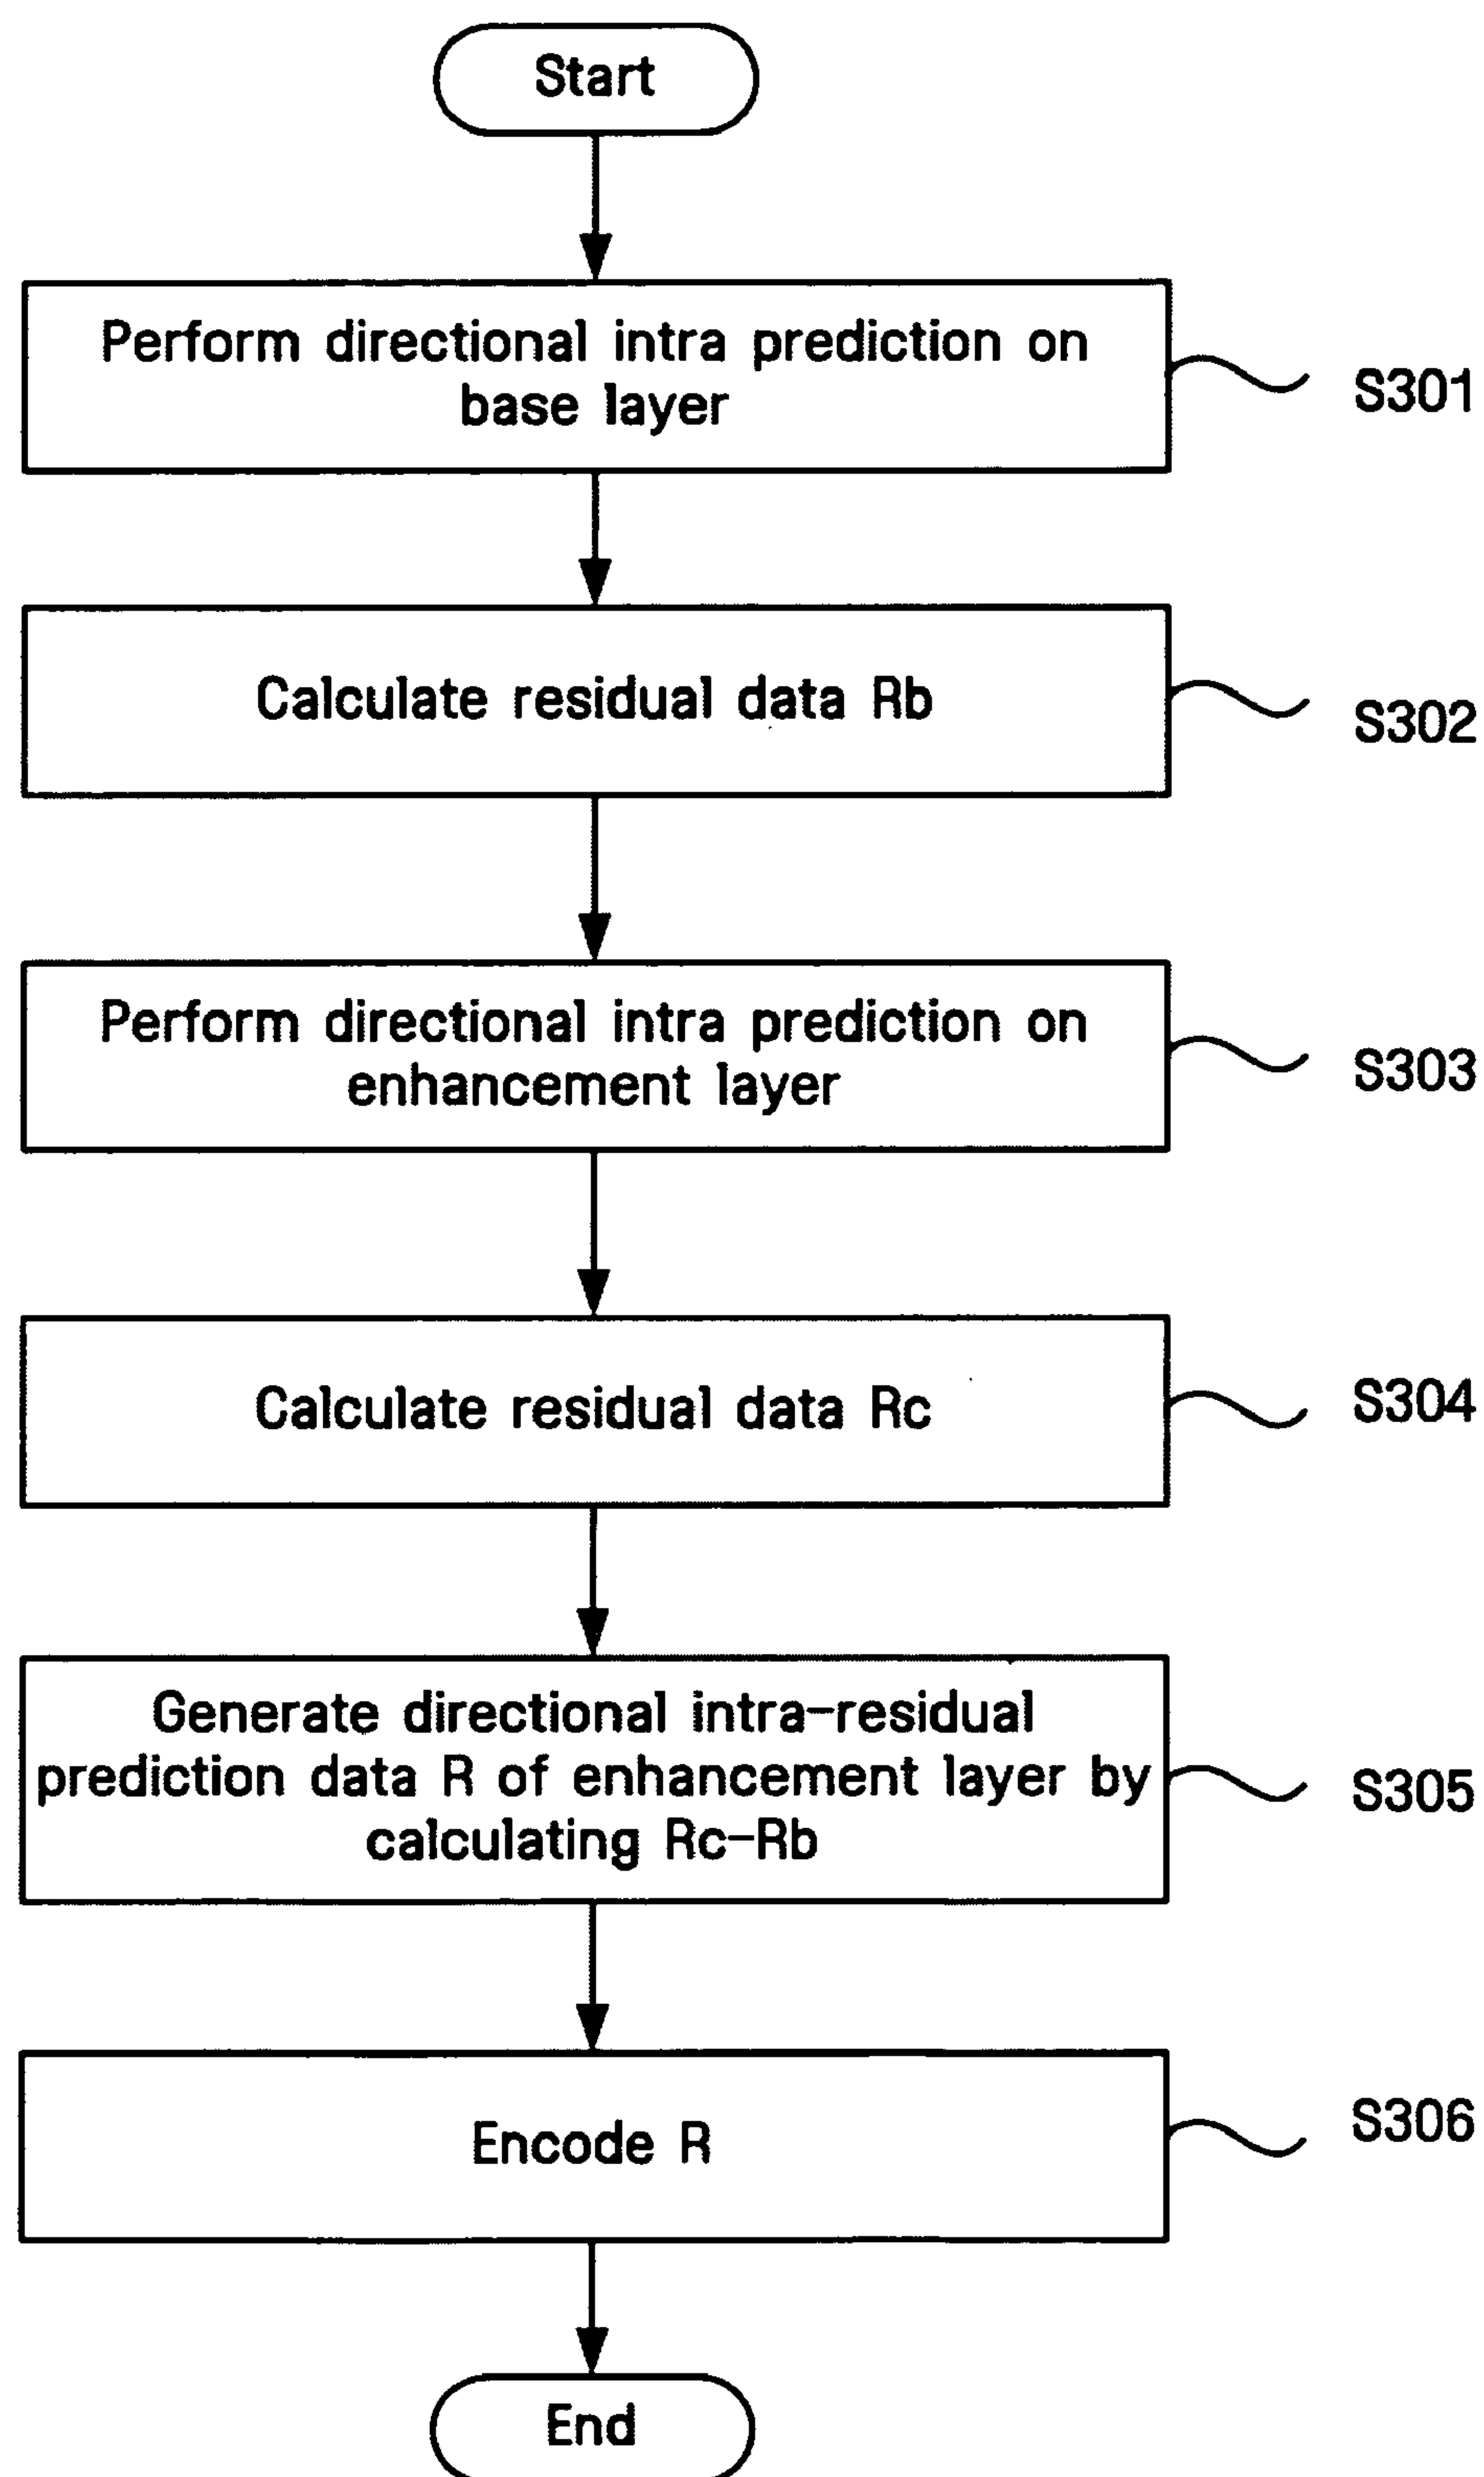 Start
Perform directional intra prediction on
base layer
S301
Calculate residual data Rb
S302
Perform directional intra prediction on
enhancement layer
S303
Calculate residual data Rc
S304
Generate directional intra-residual
prediction data R of enhancement layer by
calculating Rc-Rb
S305
Encode R
S306
End